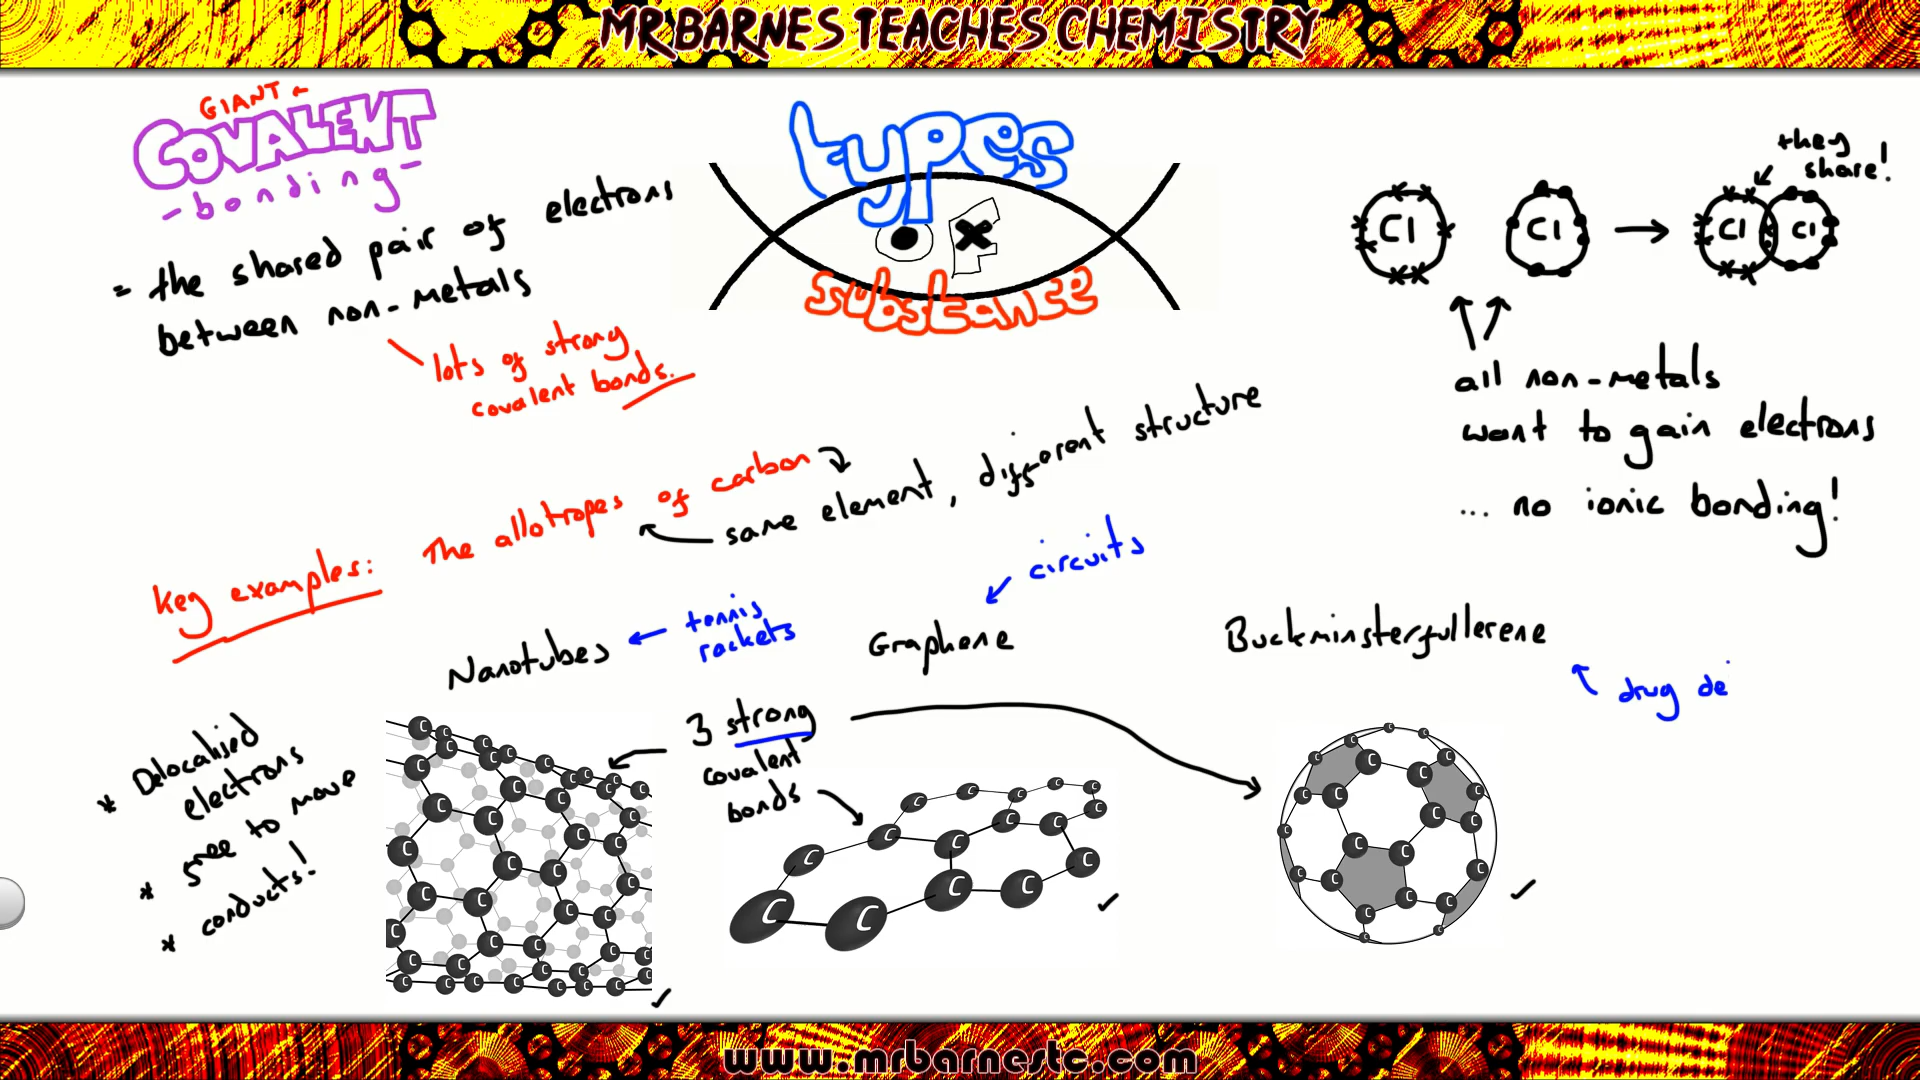 MRBARNES TEACHES CHEMISTRY
GIANT
COVALENT
-bonding-
= the shared pair of electrons
between non-metals
lots of strong
covalent bonds.
types
substance
they
share!
Cl Cl → Cl Cl
all non-metals
want to gain electrons
... no ionic bonding!
Key examples: The allotropes of carbon
same element, different structure
circuits
tennis
rackets
Nanotubes
Graphene
Buckminsterfullerene
drug de
3 strong
covalent
bonds
* Delocalised
electrons
* free to move
* conducts!
www.mrbarnestc.com